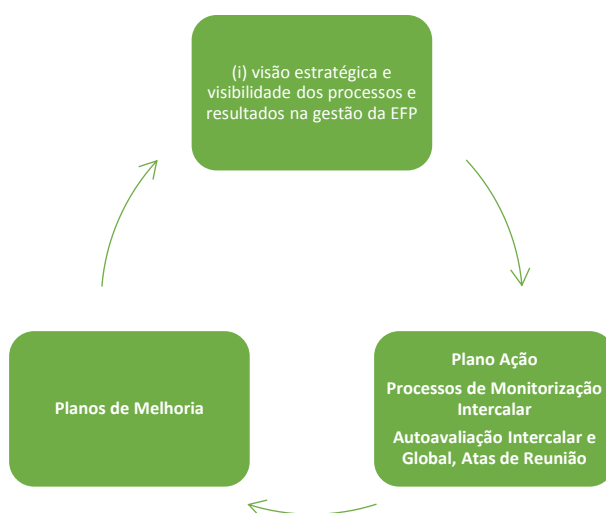 (i) visão estratégica e
visibilidade dos processos e
resultados na gestão da EFP
Plano Ação
Processos de Monitorização
Intercalar
Autoavaliação Intercalar e
Global, Atas de Reunião
Planos de Melhoria